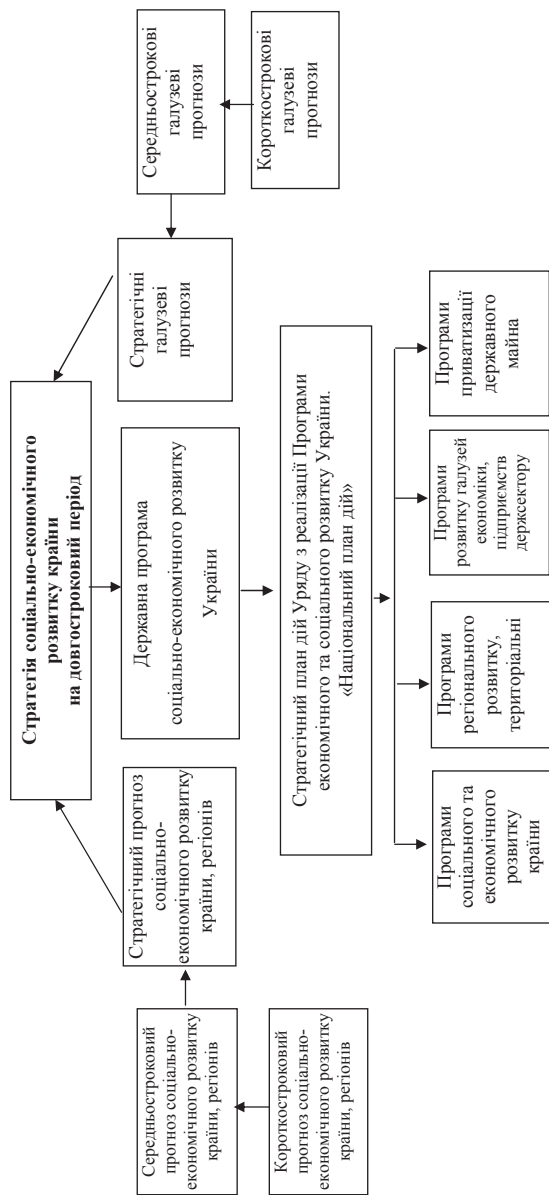 Стратегія соціально-економічного
розвитку країни
на довгостроковий період
Середньострокові
галузеві
прогнози
Короткострокові
галузеві
прогнози
Стратегічні
галузеві
прогнози
Державна програма
соціально-економічного розвитку
України
Стратегічний прогноз
соціально-
економічного розвитку
країни, регіонів
Середньостроковий
прогноз соціально-
економічного розвитку
країни, регіонів
Короткостроковий
прогноз соціально-
економічного розвитку
країни, регіонів
Стратегічний план дій Уряду з реалізації Програми
економічного та соціального розвитку України.
«Національний план дій»
Програми
соціального та
економічного
розвитку
країни
Програми
регіонального
розвитку,
територіальні
Програми
розвитку галузей
економіки,
підприємств
держсектору
Програми
приватизації
державного
майна